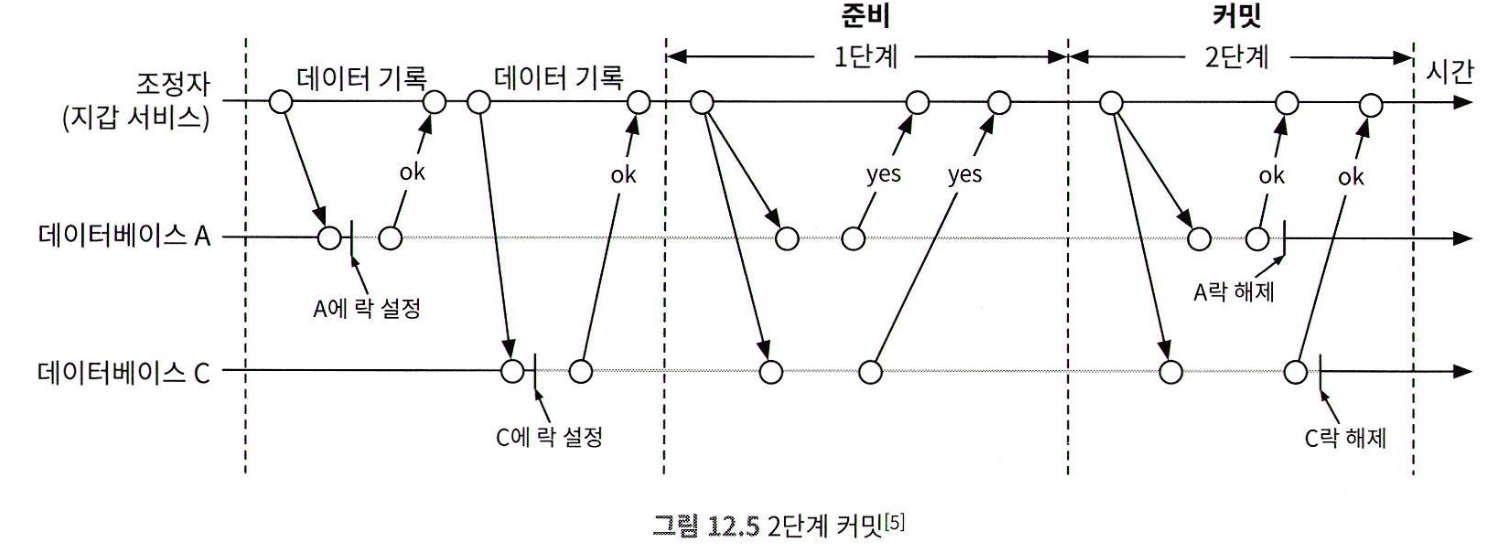 준비
커밋
1단계
2단계
시간
조정자
(지갑 서비스)
데이터 기록
데이터 기록
ok
ok
yes
yes
ok
ok
데이터베이스 A
A에 락 설정
A락 해제
데이터베이스 C
C에 락 설정
C락 해제
그림 12.5 2단계 커밋[5]